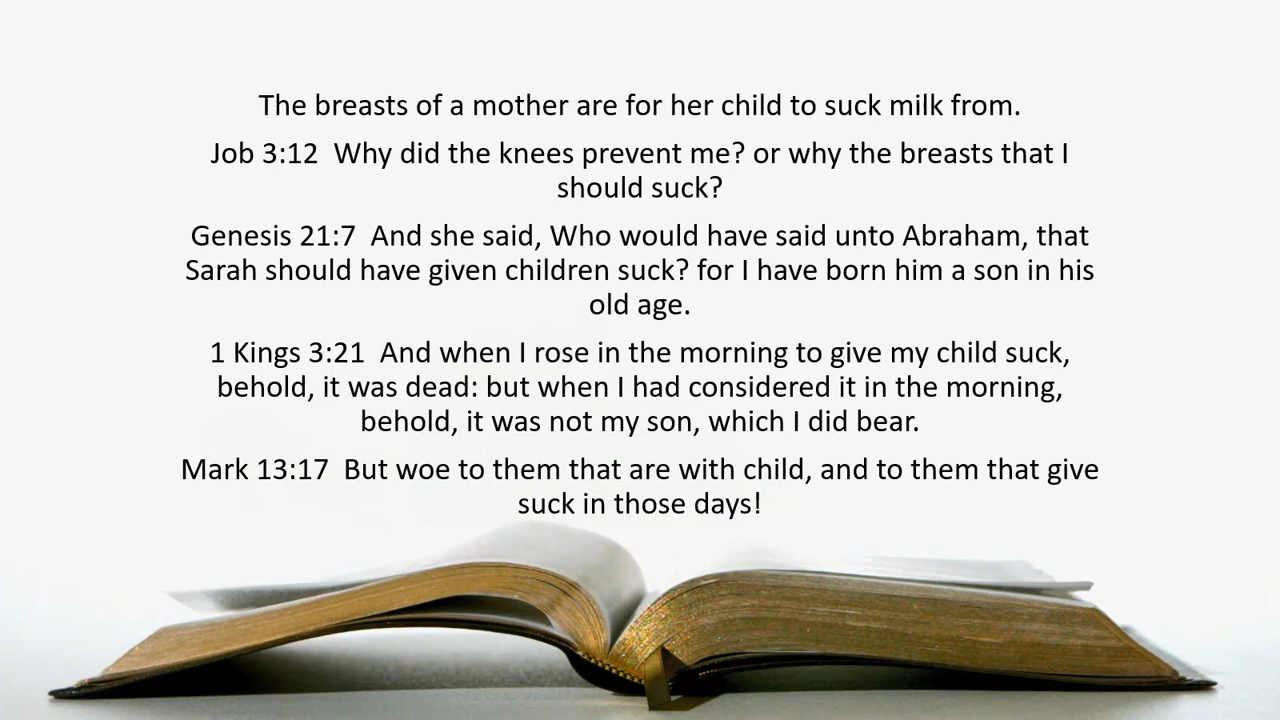 The breasts of a mother are for her child to suck milk from.
Job 3:12  Why did the knees prevent me? or why the breasts that I
should suck?
Genesis 21:7  And she said, Who would have said unto Abraham, that
Sarah should have given children suck? for I have born him a son in his
old age.
1 Kings 3:21  And when I rose in the morning to give my child suck,
behold, it was dead: but when I had considered it in the morning,
behold, it was not my son, which I did bear.
Mark 13:17  But woe to them that are with child, and to them that give
suck in those days!